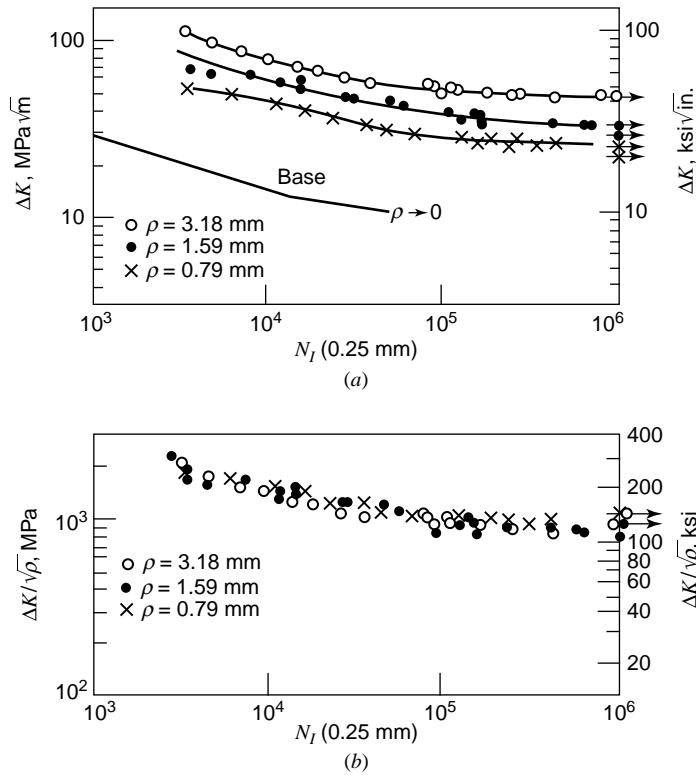 100
10
ΔK, MPa√m
100
10
ΔK, ksi√in.
Base
ρ→0
ρ = 3.18 mm
ρ = 1.59 mm
ρ = 0.79 mm
10³ 10⁴ 10⁵ 10⁶
N_I (0.25 mm)
(a)
10³
10²
ΔK/√ρ, MPa
400
200
100
80
60
40
20
ΔK/√ρ, ksi
ρ = 3.18 mm
ρ = 1.59 mm
ρ = 0.79 mm
10³ 10⁴ 10⁵ 10⁶
N_I (0.25 mm)
(b)